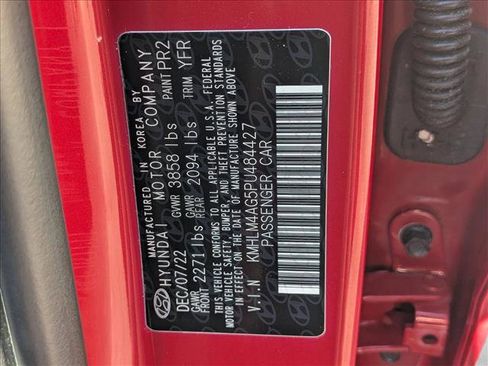 MANUFACTURED IN KOREA BY
HYUNDAI MOTOR COMPANY
DEC/07/22 GVWR 3858 lbs PAINT PR2
GAWR FRONT 2271 lbs GAWR REAR 2094 lbs TRIM YFR
THIS VEHICLE CONFORMS TO ALL APPLICABLE U.S.A. FEDERAL
MOTOR VEHICLE SAFETY, BUMPER, AND THEFT PREVENTION STANDARDS
IN EFFECT ON THE DATE OF MANUFACTURE SHOWN ABOVE
V.I.N KMHLM4AG5PU484427
PASSENGER CAR